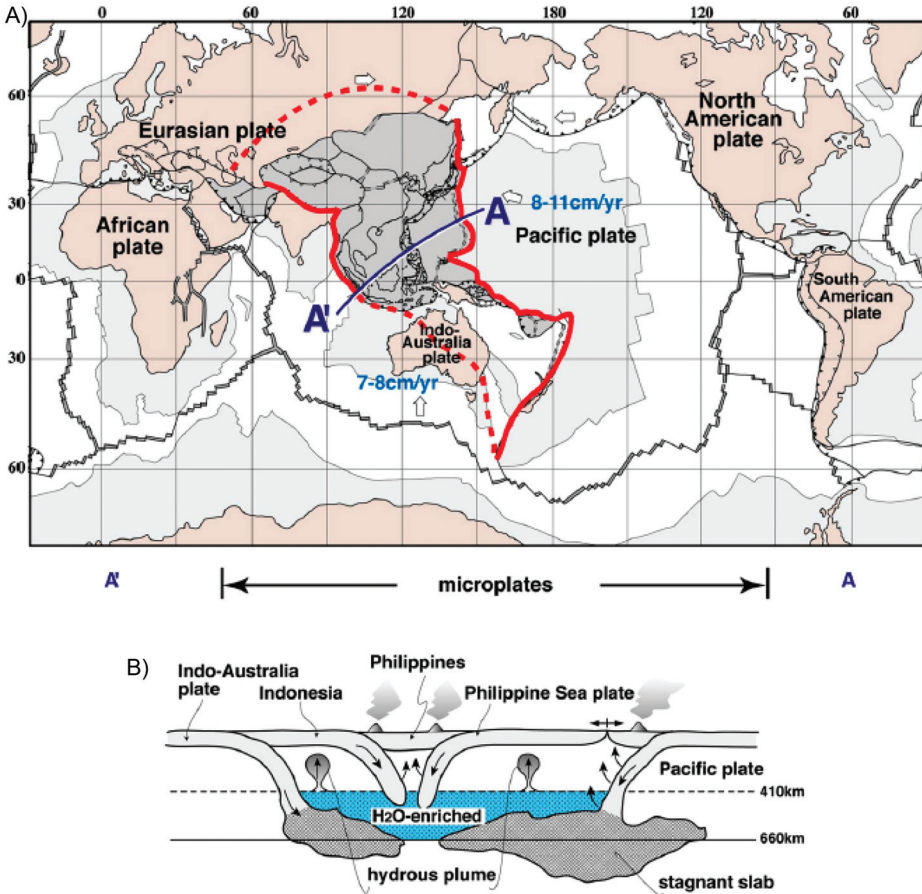 A)
0 60 120 180 120 60
60
30
0
30
60
Eurasian plate
North
American
plate
African
plate
8-11cm/yr
A
Pacific plate
South
American
plate
A'
Indo-
Australia
plate
7-8cm/yr
A' microplates A
B)
Indo-Australia
plate
Indonesia
Philippines
Philippine Sea plate
Pacific plate
410km
H2O-enriched
660km
hydrous plume
stagnant slab